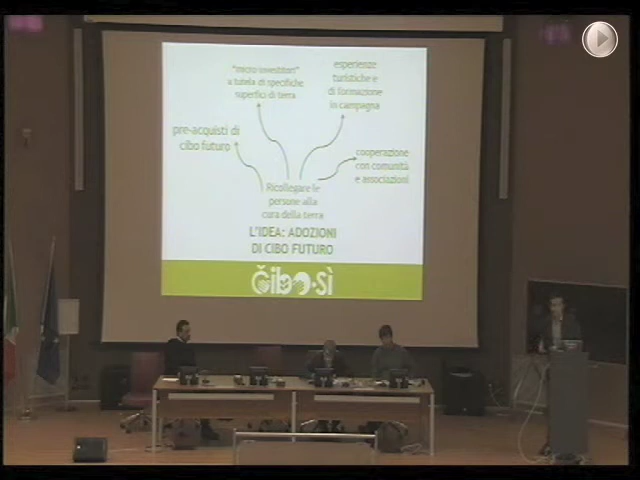 "micro investitori"
a tutela di specifiche
superfici di terra
esperienze
turistiche e
di formazione
in campagna
pre-acquisti di
cibo futuro
cooperazione
con comunità
e associazioni
Ricollegare le
persone alla
cura della terra
L'IDEA: ADOZIONI
DI CIBO FUTURO
Čibo·sì